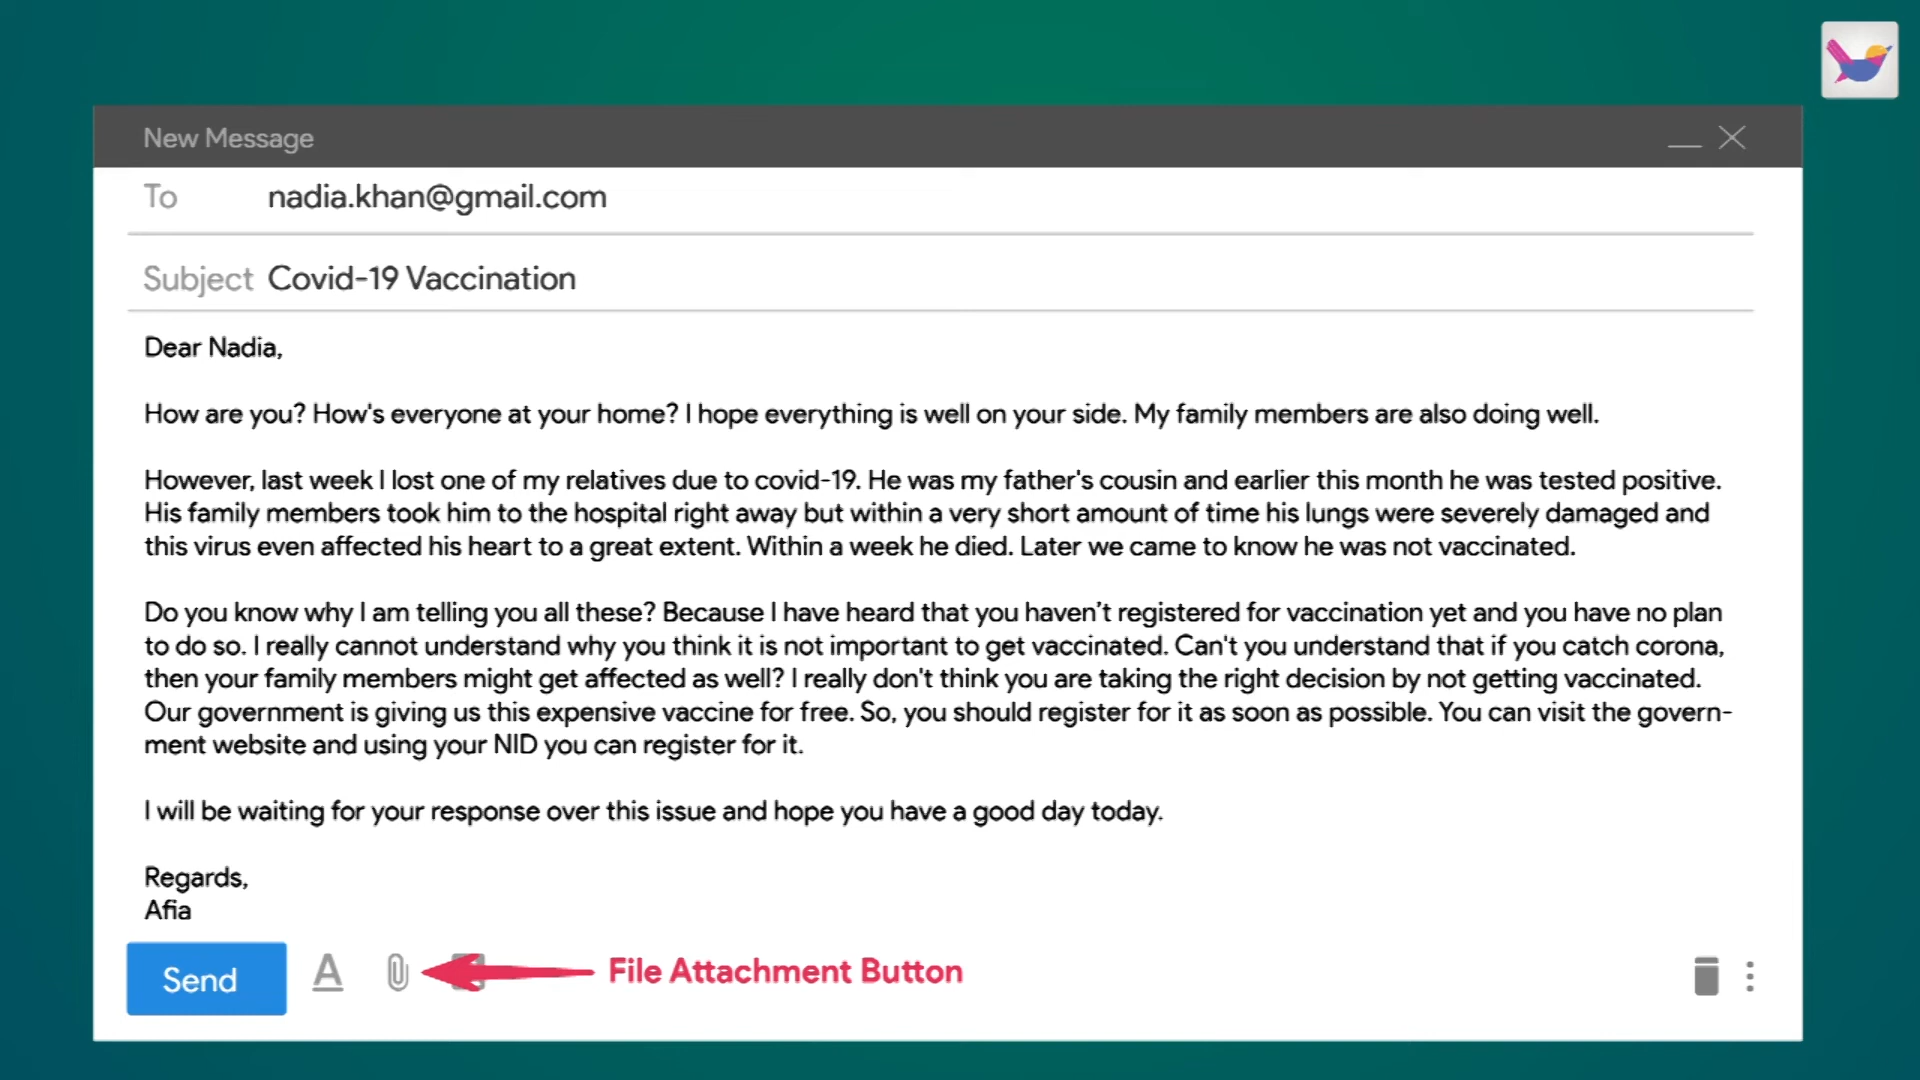 New Message
To nadia.khan@gmail.com
Subject Covid-19 Vaccination
Dear Nadia,
How are you? How's everyone at your home? I hope everything is well on your side. My family members are also doing well.
However, last week I lost one of my relatives due to covid-19. He was my father's cousin and earlier this month he was tested positive.
His family members took him to the hospital right away but within a very short amount of time his lungs were severely damaged and
this virus even affected his heart to a great extent. Within a week he died. Later we came to know he was not vaccinated.
Do you know why I am telling you all these? Because I have heard that you haven’t registered for vaccination yet and you have no plan
to do so. I really cannot understand why you think it is not important to get vaccinated. Can't you understand that if you catch corona,
then your family members might get affected as well? I really don't think you are taking the right decision by not getting vaccinated.
Our government is giving us this expensive vaccine for free. So, you should register for it as soon as possible. You can visit the govern-
ment website and using your NID you can register for it.
I will be waiting for your response over this issue and hope you have a good day today.
Regards,
Afia
Send A File Attachment Button